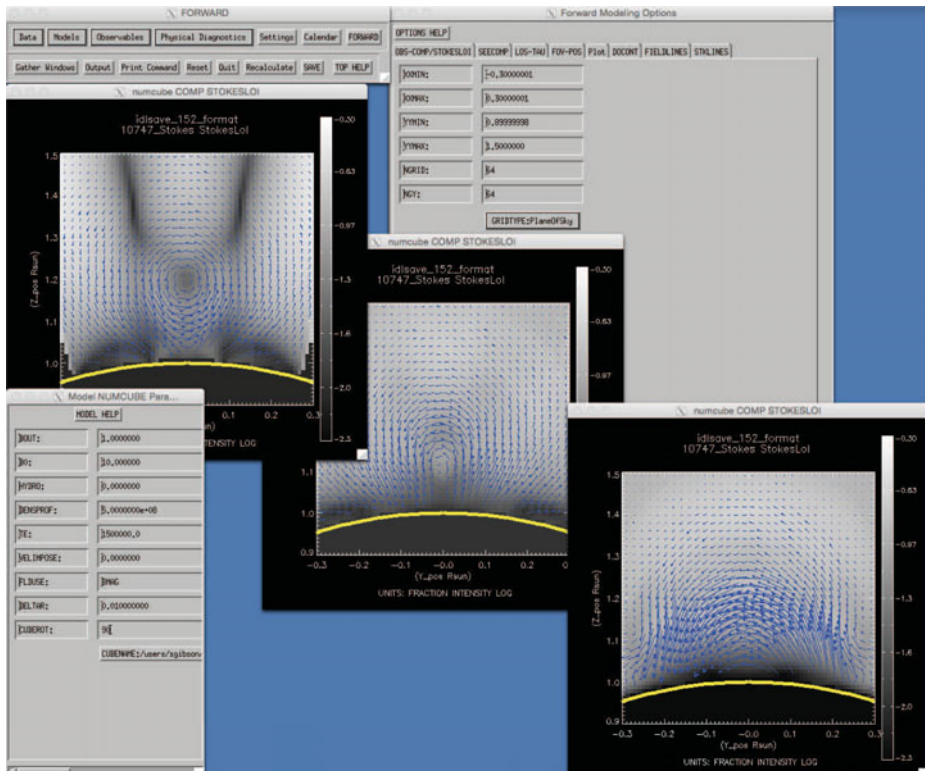 FORWARD
Data Models Observables Physical Diagnostics Settings Calendar FORWARD
Gather Windows Output Print Command Reset Quit Recalculate SAVE TOP HELP
Forward Modeling Options
OPTIONS HELP
OBS-COMP/STOKESLOI SEECOMP LOS-TAU FOV-POS Plot DOCONT FIELDLINES STKLINES
XXMIN: -0.30000001
XXMAX: 0.30000001
YYMIN: 0.89999998
YYMAX: 1.5000000
NGRID: 64
NGY: 64
GRIDTYPE:PlaneOfSky
numcube COMP STOKESLOI
idlsave_152_format
10747_Stokes StokesLoI
1.5
1.4
1.3
1.2
1.1
1.0
(Z_pos Rsun)
0.1 0.2 0.3
-0.30
-0.63
-0.97
-1.3
-1.6
-2.0
-2.3
INTENSITY LOG
numcube COMP STOKESLOI
idlsave_152_format
10747_Stokes StokesLoI
1.0
0.9
-0.3 -0.2 -0.1 -0.0 0.1 0.2
(Y_pos Rsun)
-0.30
-0.63
-0.97
UNITS: FRACTION INTENSITY LOG
numcube COMP STOKESLOI
idlsave_152_format
10747_Stokes StokesLoI
1.5
1.4
1.3
1.2
1.1
1.0
0.9
(Z_pos Rsun)
-0.3 -0.2 -0.1 -0.0 0.1 0.2 0.3
(Y_pos Rsun)
-0.30
-0.63
-0.97
-1.3
-1.6
-2.0
-2.3
UNITS: FRACTION INTENSITY LOG
Model NUMCUBE Para...
MODEL HELP
BOUT: 1.0000000
HYDRO: 0.0000000
DENSPROF: 5.0000000e+08
TE: 1500000.0
VELIMPOSE: 0.0000000
FLDUSE: BMAG
DELTAR: 0.010000000
CUBEROT: 90
CUBENAME:/users/sgibson/